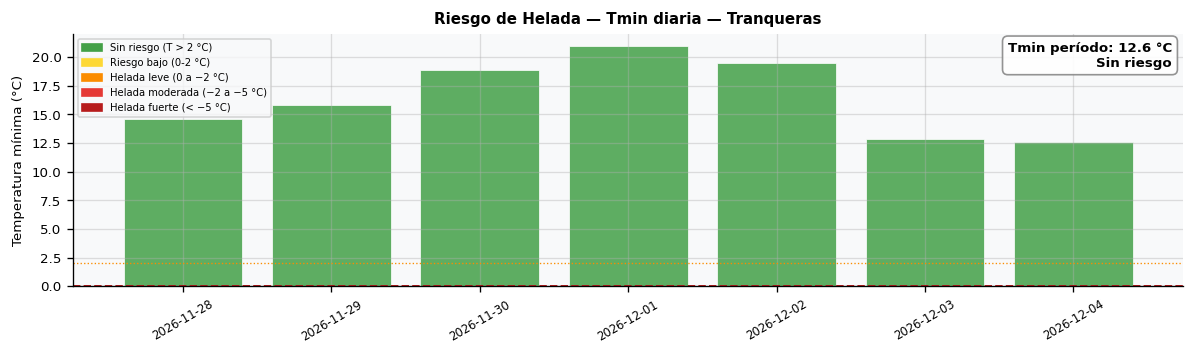 Riesgo de Helada — Tmin diaria — Tranqueras
Sin riesgo (T > 2 °C)
Riesgo bajo (0-2 °C)
Helada leve (0 a −2 °C)
Helada moderada (−2 a −5 °C)
Helada fuerte (< −5 °C)
Tmin período: 12.6 °C
Sin riesgo
Temperatura mínima (°C)
20.0
17.5
15.0
12.5
10.0
7.5
5.0
2.5
0.0
2026-11-28
2026-11-29
2026-11-30
2026-12-01
2026-12-02
2026-12-03
2026-12-04